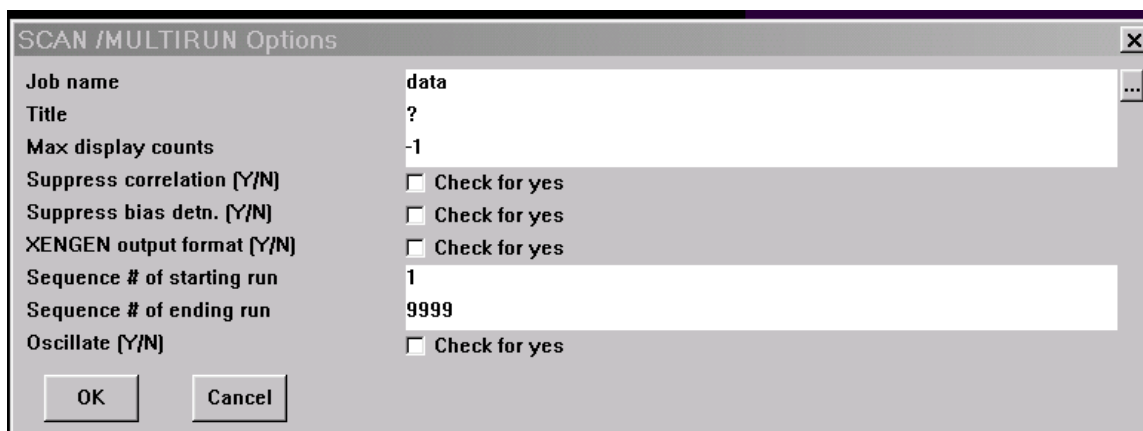 SCAN /MULTIRUN Options
Job name data ...
Title ?
Max display counts -1
Suppress correlation (Y/N) Check for yes
Suppress bias detn. (Y/N) Check for yes
XENGEN output format (Y/N) Check for yes
Sequence # of starting run 1
Sequence # of ending run 9999
Oscillate (Y/N) Check for yes
OK Cancel